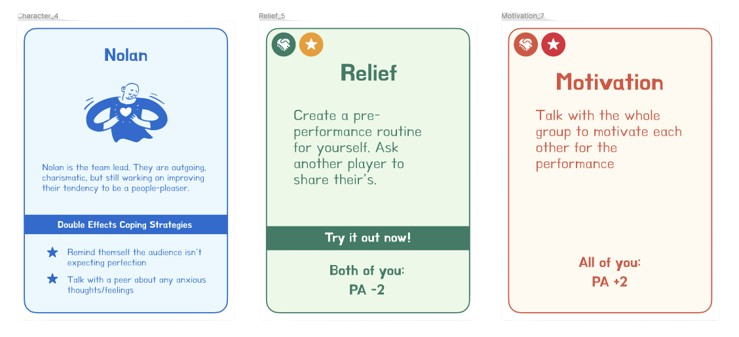 Character_4
Nolan
Nolan is the team lead. They are outgoing,
charismatic, but still working on improving
their tendency to be a people-pleaser.
Double Effects Coping Strategies
Remind themself the audience isn't
expecting perfection
Talk with a peer about any anxious
thoughts/feelings
Relief_5
Relief
Create a pre-
performance routine
for yourself. Ask
another player to
share their's.
Try it out now!
Both of you:
PA -2
Motivation_7
Motivation
Talk with the whole
group to motivate each
other for the
performance
All of you:
PA +2